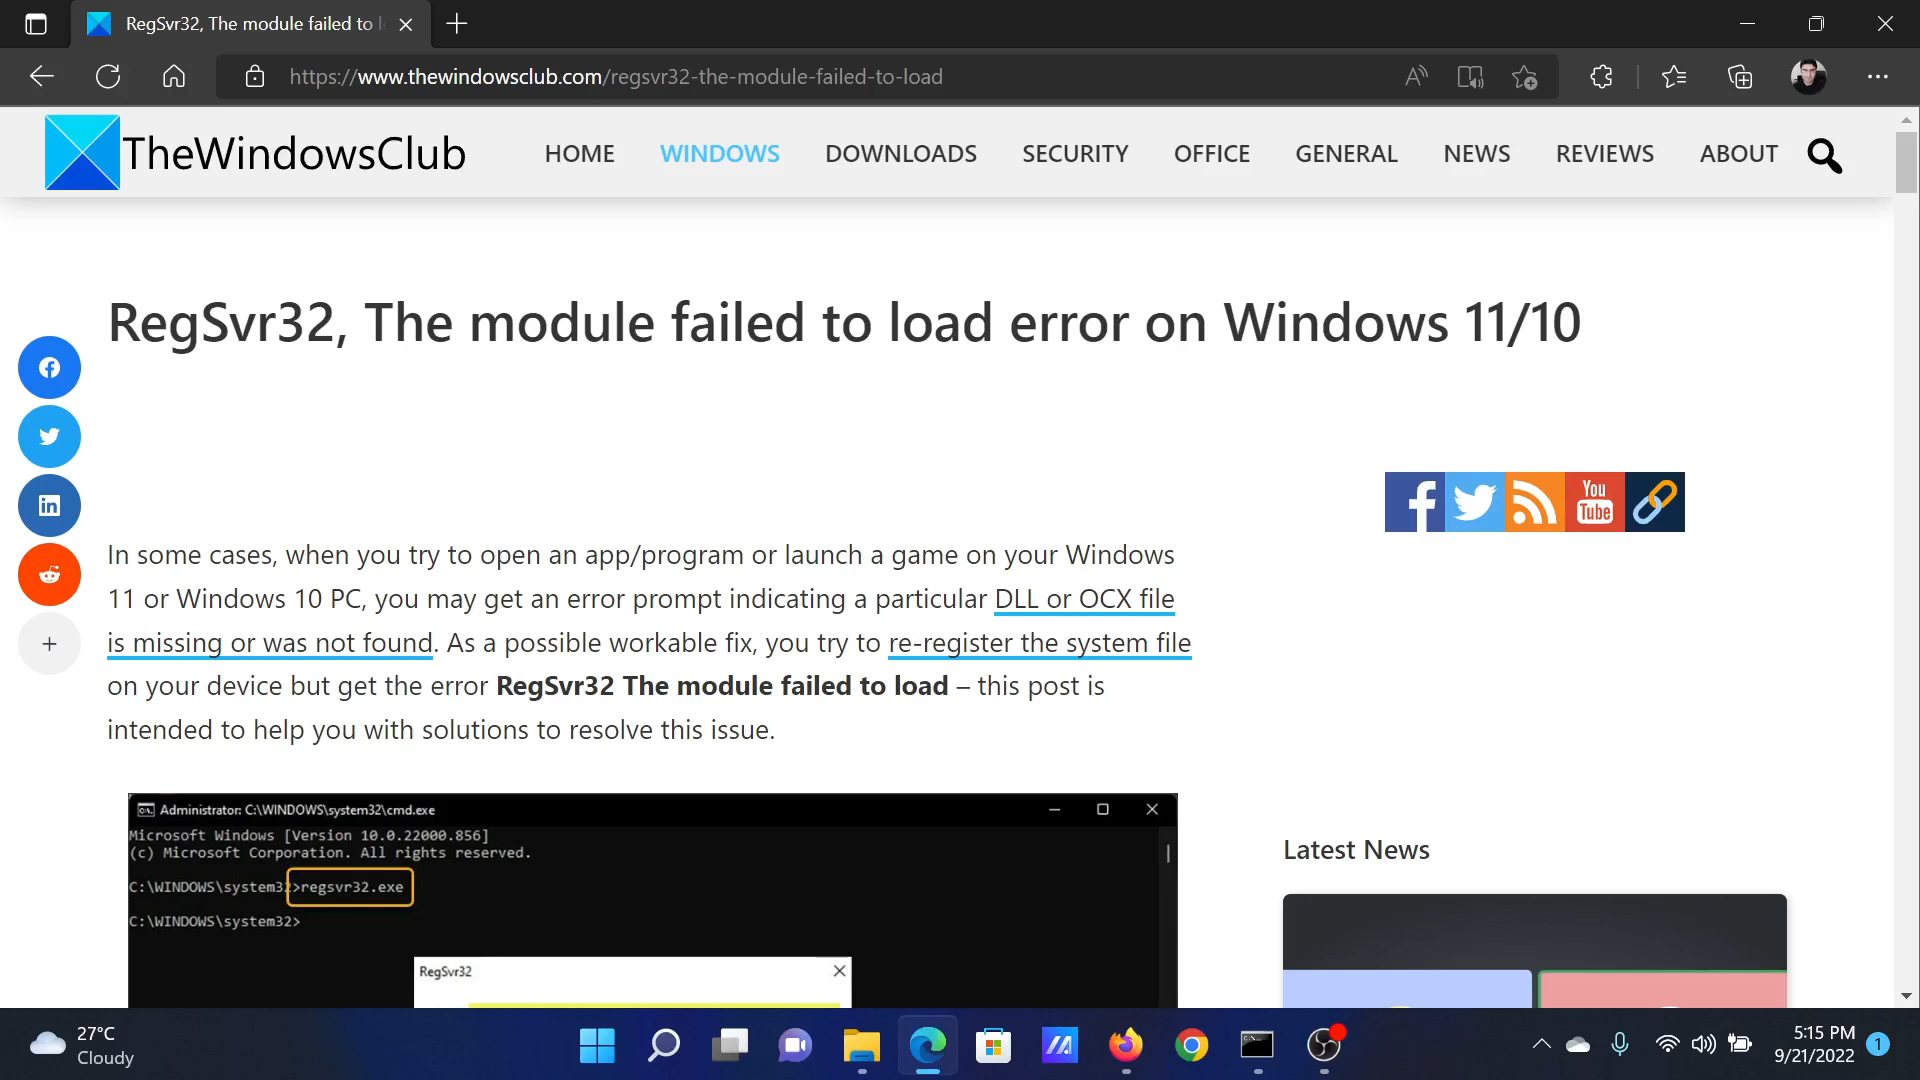 RegSvr32, The module failed to l
https://www.thewindowsclub.com/regsvr32-the-module-failed-to-load
TheWindowsClub
HOME
WINDOWS
DOWNLOADS
SECURITY
OFFICE
GENERAL
NEWS
REVIEWS
ABOUT
RegSvr32, The module failed to load error on Windows 11/10
You
Tube
In some cases, when you try to open an app/program or launch a game on your Windows
11 or Windows 10 PC, you may get an error prompt indicating a particular DLL or OCX file
is missing or was not found. As a possible workable fix, you try to re-register the system file
on your device but get the error RegSvr32 The module failed to load – this post is
intended to help you with solutions to resolve this issue.
Administrator: C:\WINDOWS\system32\cmd.exe
Microsoft Windows [Version 10.0.22000.856]
(c) Microsoft Corporation. All rights reserved.
C:\WINDOWS\system32>regsvr32.exe
C:\WINDOWS\system32>
RegSvr32
Latest News
27°C
Cloudy
5:15 PM
9/21/2022
1